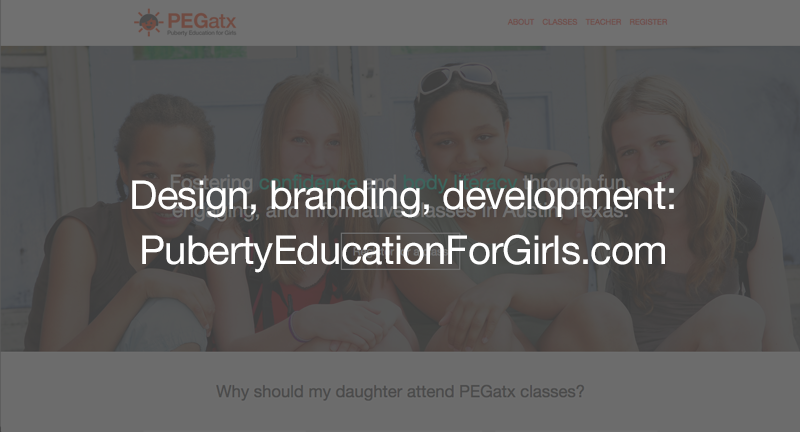 PEGatx
Puberty Education for Girls
ABOUT CLASSES TEACHER REGISTER
Fostering confidence and body literacy through fun,
engaging, and informative classes in Austin, Texas.
Design, branding, development:
PubertyEducationForGirls.com
Why should my daughter attend PEGatx classes?